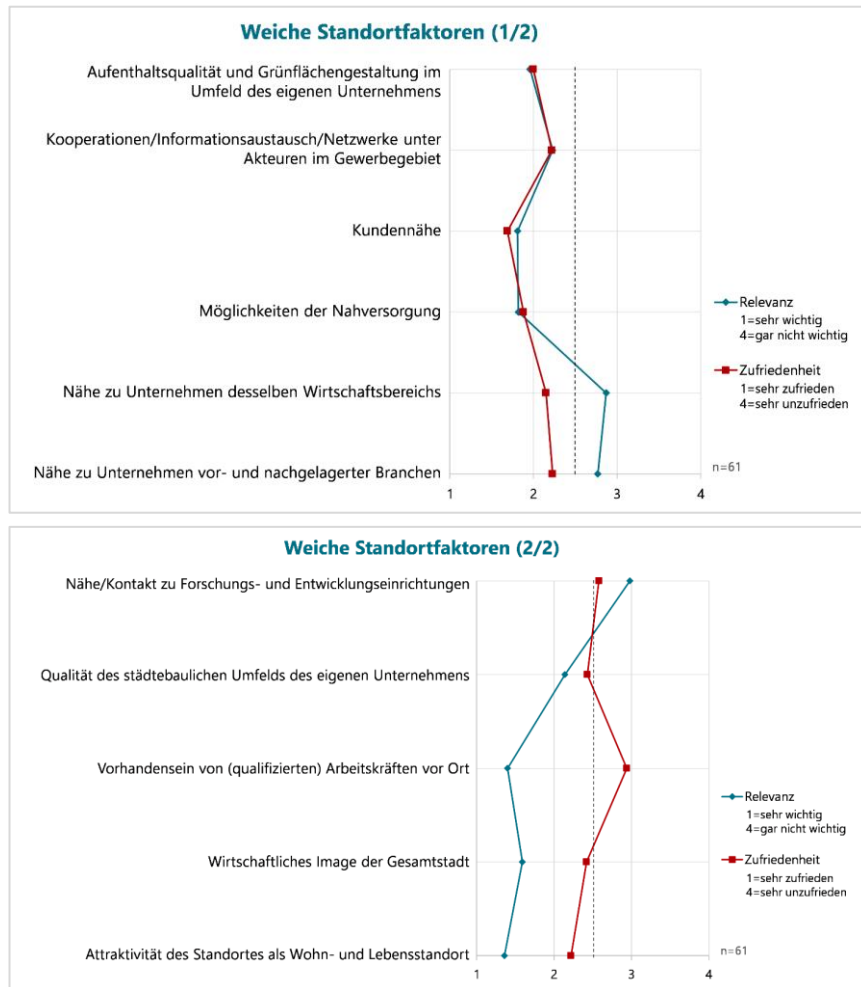 Weiche Standortfaktoren (1/2)
Aufenthaltsqualität und Grünflächengestaltung im
Umfeld des eigenen Unternehmens
Kooperationen/Informationsaustausch/Netzwerke unter
Akteuren im Gewerbegebiet
Kundennähe
Möglichkeiten der Nahversorgung
Nähe zu Unternehmen desselben Wirtschaftsbereichs
Nähe zu Unternehmen vor- und nachgelagerter Branchen
Relevanz
1=sehr wichtig
4=gar nicht wichtig
Zufriedenheit
1=sehr zufrieden
4=sehr unzufrieden
n=61
1 2 3 4
Weiche Standortfaktoren (2/2)
Nähe/Kontakt zu Forschungs- und Entwicklungseinrichtungen
Qualität des städtebaulichen Umfelds des eigenen Unternehmens
Vorhandensein von (qualifizierten) Arbeitskräften vor Ort
Wirtschaftliches Image der Gesamtstadt
Attraktivität des Standortes als Wohn- und Lebensstandort
Relevanz
1=sehr wichtig
4=gar nicht wichtig
Zufriedenheit
1=sehr zufrieden
4=sehr unzufrieden
n=61
1 2 3 4